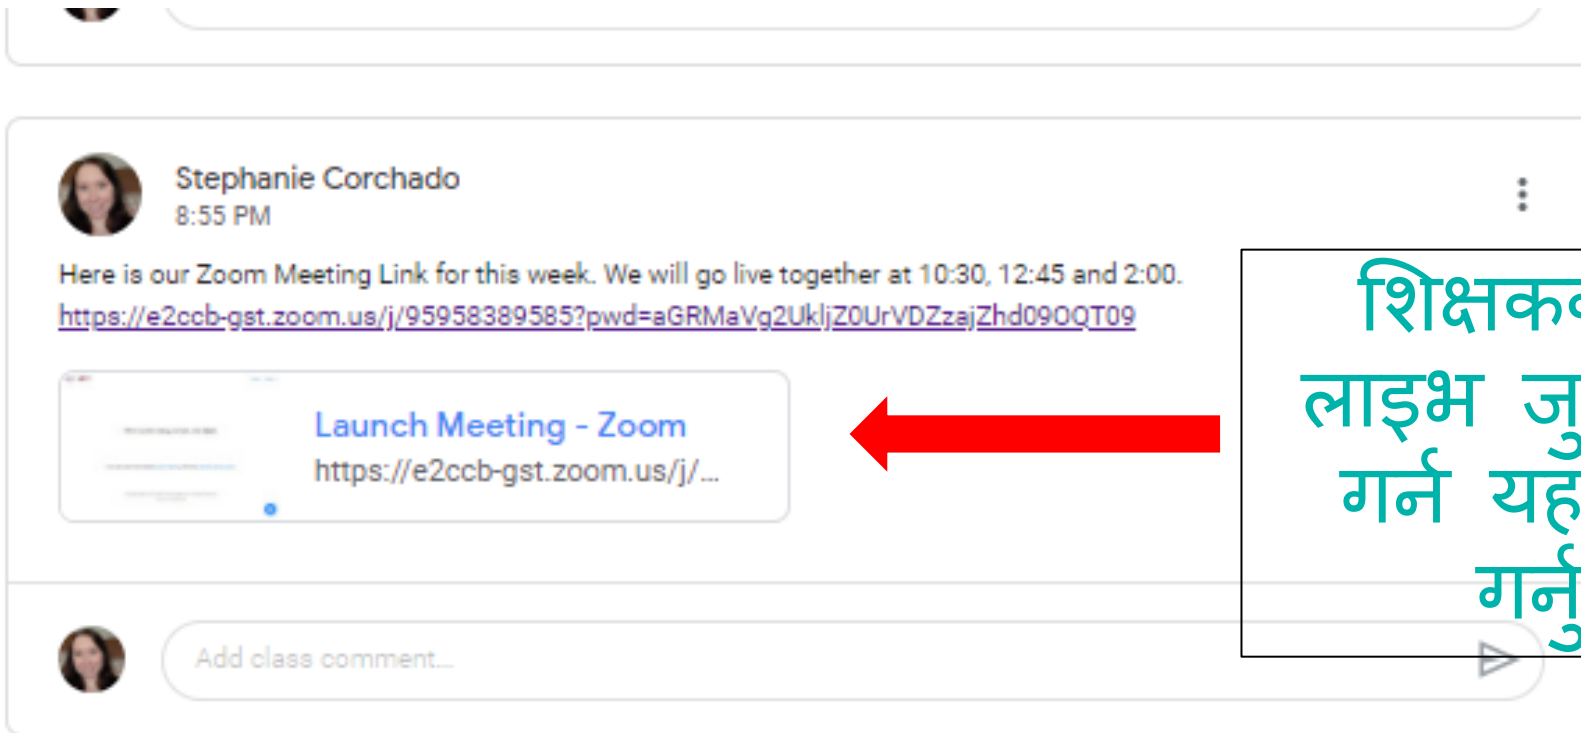 Stephanie Corchado
8:55 PM
Here is our Zoom Meeting Link for this week. We will go live together at 10:30, 12:45 and 2:00.
https://e2ccb-gst.zoom.us/j/95958389585?pwd=aGRMaVg2UkljZ0UrVDZzajZhd09OQT09
Launch Meeting - Zoom
https://e2ccb-gst.zoom.us/j/...
लाइभ
गर्न
Add class comment...